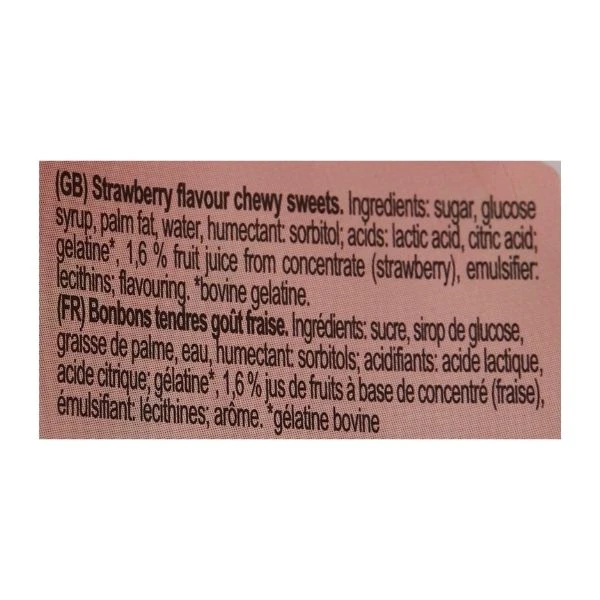 (GB) Strawberry flavour chewy sweets. Ingredients: sugar, glucose
syrup, palm fat, water, humectant: sorbitol; acids: lactic acid, citric acid;
gelatine*, 1,6 % fruit juice from concentrate (strawberry), emulsifier:
lecithins; flavouring. *bovine gelatine.
(FR) Bonbons tendres goût fraise. Ingrédients: sucre, sirop de glucose,
graisse de palme, eau, humectant: sorbitols; acidifiants: acide lactique,
acide citrique; gélatine*, 1,6 % jus de fruits à base de concentré (fraise),
émulsifiant: lécithines; arôme. *gélatine bovine